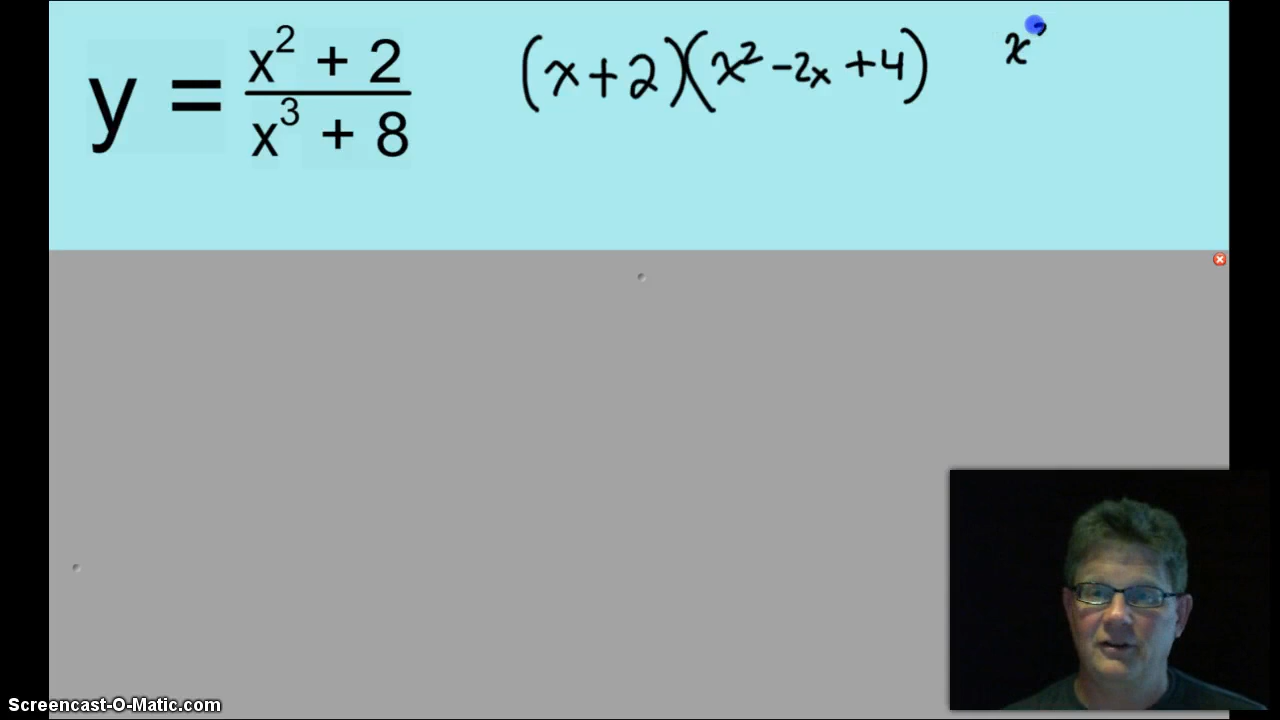 y = x² + 2 / x³ + 8
(x + 2)(x² - 2x + 4)
x
Screencast-O-Matic.com